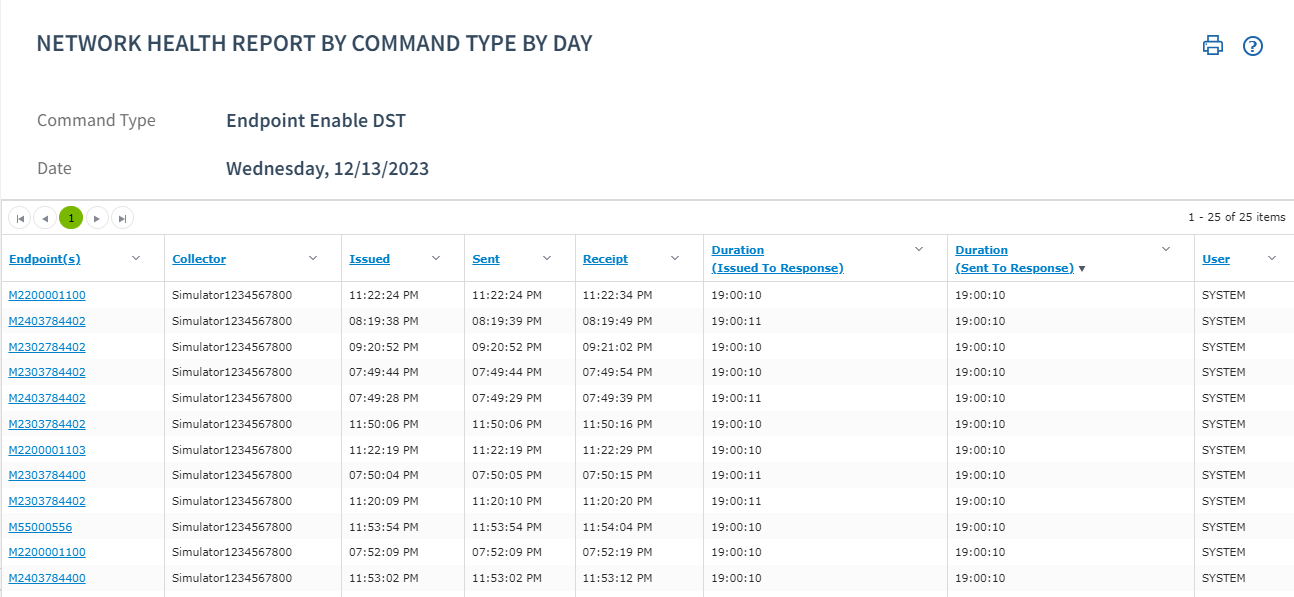 NETWORK HEALTH REPORT BY COMMAND TYPE BY DAY
Command Type Endpoint Enable DST
Date Wednesday, 12/13/2023
1 1 - 25 of 25 items
Endpoint(s) Collector Issued Sent Receipt Duration (Issued To Response) Duration (Sent To Response) User
M2200001100 Simulator1234567800 11:22:24 PM 11:22:24 PM 11:22:34 PM 19:00:10 19:00:10 SYSTEM
M2403784402 Simulator1234567800 08:19:38 PM 08:19:39 PM 08:19:49 PM 19:00:11 19:00:10 SYSTEM
M2302784402 Simulator1234567800 09:20:52 PM 09:20:52 PM 09:21:02 PM 19:00:10 19:00:10 SYSTEM
M2303784402 Simulator1234567800 07:49:44 PM 07:49:44 PM 07:49:54 PM 19:00:10 19:00:10 SYSTEM
M2403784402 Simulator1234567800 07:49:28 PM 07:49:29 PM 07:49:39 PM 19:00:11 19:00:10 SYSTEM
M2303784402 Simulator1234567800 11:50:06 PM 11:50:06 PM 11:50:16 PM 19:00:10 19:00:10 SYSTEM
M2200001103 Simulator1234567800 11:22:19 PM 11:22:19 PM 11:22:29 PM 19:00:10 19:00:10 SYSTEM
M2303784400 Simulator1234567800 07:50:04 PM 07:50:05 PM 07:50:15 PM 19:00:11 19:00:10 SYSTEM
M2303784402 Simulator1234567800 11:20:09 PM 11:20:10 PM 11:20:20 PM 19:00:11 19:00:10 SYSTEM
M55000556 Simulator1234567800 11:53:54 PM 11:53:54 PM 11:54:04 PM 19:00:10 19:00:10 SYSTEM
M2200001100 Simulator1234567800 07:52:09 PM 07:52:09 PM 07:52:19 PM 19:00:10 19:00:10 SYSTEM
M2403784400 Simulator1234567800 11:53:02 PM 11:53:02 PM 11:53:12 PM 19:00:10 19:00:10 SYSTEM